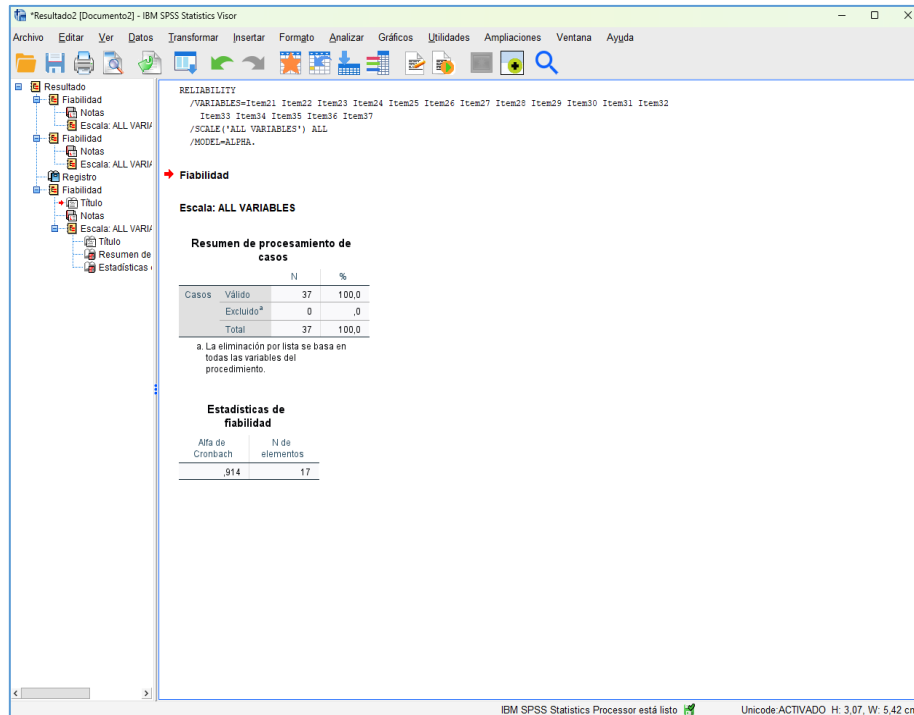 *Resultado2 [Documento2] - IBM SPSS Statistics Visor
Archivo Editar Ver Datos Transformar Insertar Formato Analizar Gráficos Utilidades Ampliaciones Ventana Ayuda
Resultado
Fiabilidad
Notas
Escala: ALL VARIA
Fiabilidad
Notas
Escala: ALL VARIA
Registro
Fiabilidad
Título
Notas
Escala: ALL VARIA
Título
Resumen de
Estadísticas
RELIABILITY
/VARIABLES=Item21 Item22 Item23 Item24 Item25 Item26 Item27 Item28 Item29 Item30 Item31 Item32
Item33 Item34 Item35 Item36 Item37
/SCALE('ALL VARIABLES') ALL
/MODEL=ALPHA.
Fiabilidad
Escala: ALL VARIABLES
Resumen de procesamiento de
casos
N %
Casos Válido 37 100,0
Excluido a 0 ,0
Total 37 100,0
a. La eliminación por lista se basa en
todas las variables del
procedimiento.
Estadísticas de
fiabilidad
Alfa de N de
Cronbach elementos
,914 17
IBM SPSS Statistics Processor está listo Unicode:ACTIVADO H: 3,07, W: 5,42 cm